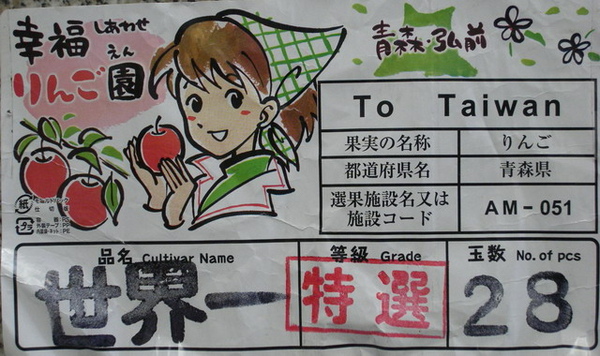 幸福 しあわせ
りんご園 えん
青森・弘前
To Taiwan
果実の名称 りんご
都道府県名 青森県
選果施設名又は
施設コード
AM-051
紙
プラ
品名 Cultivar Name
等級 Grade
玉数 No. of pcs
世界一
特選
28